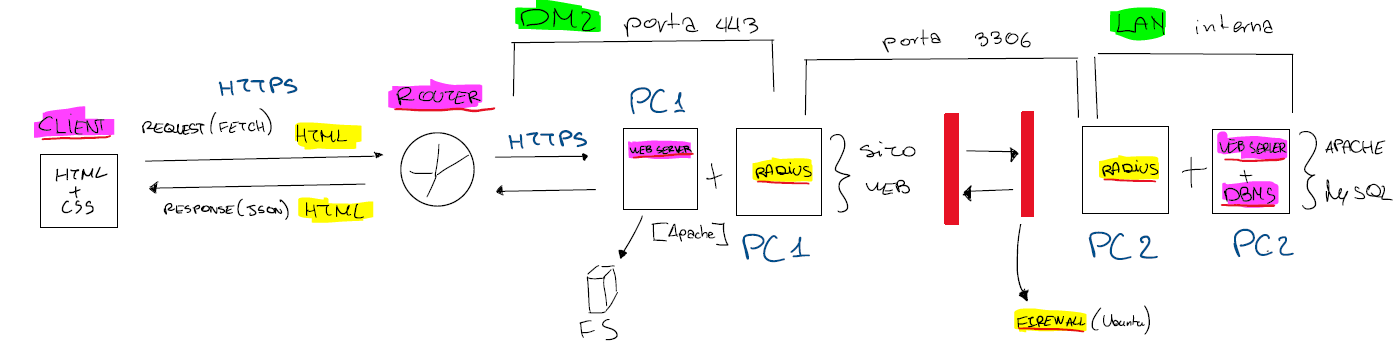 DMZ porta 443
LAN interna
porta 3306
HTTPS
ROUTER
PC1
CLIENT
REQUEST (FETCH) HTML
HTTPS
WEB SERVER
+
RADIUS
SITO
WEB
RADIUS
+
WEB SERVER
+
DBMS
APACHE
MySQL
HTML
+
CSS
RESPONSE (JSON) HTML
[Apache]
PC1
PC2
PC2
FS
FIREWALL (Ubuntu)